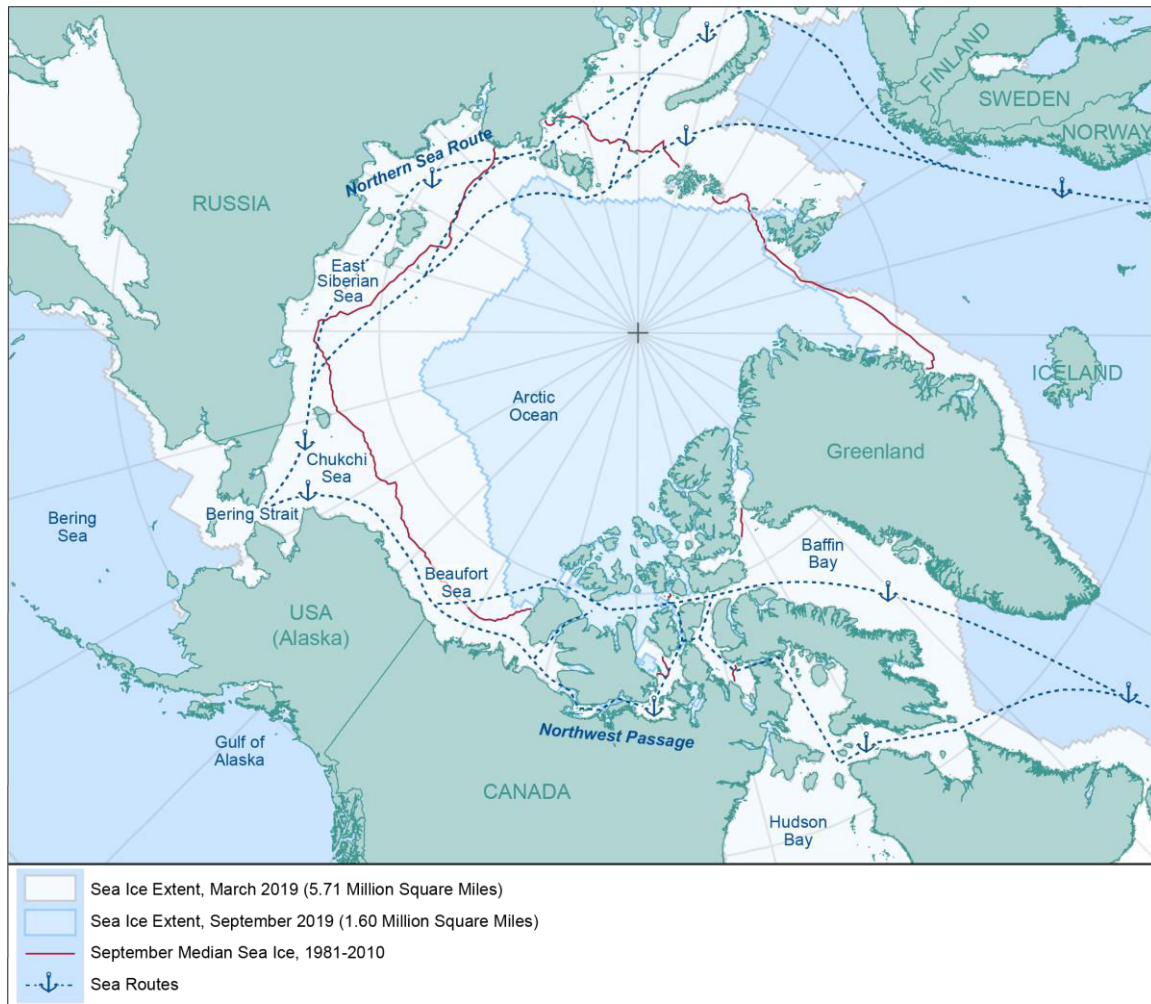 FINLAND
SWEDEN
NORWAY
Northern Sea Route
RUSSIA
East
Siberian
Sea
ICELAND
Arctic
Ocean
Greenland
Chukchi
Sea
Bering Strait
Bering
Sea
Baffin
Bay
Beaufort
Sea
USA
(Alaska)
Northwest Passage
Gulf of
Alaska
CANADA
Hudson
Bay
Sea Ice Extent, March 2019 (5.71 Million Square Miles)
Sea Ice Extent, September 2019 (1.60 Million Square Miles)
September Median Sea Ice, 1981-2010
Sea Routes